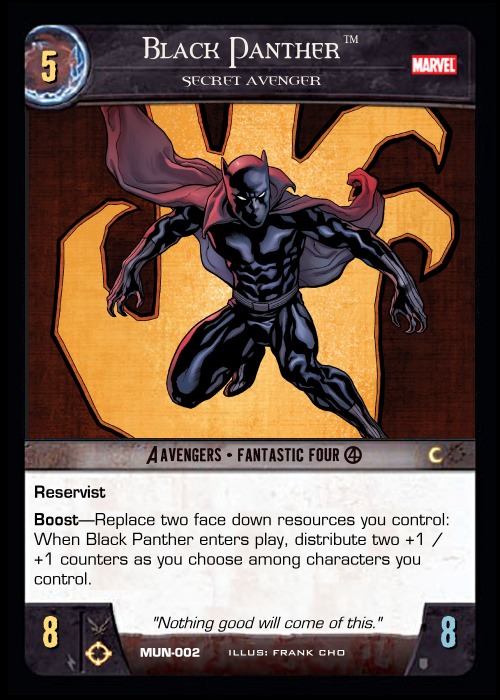 5
BLACK PANTHER™
SECRET AVENGER
MARVEL
A AVENGERS • FANTASTIC FOUR ④
C
Reservist
Boost—Replace two face down resources you control:
When Black Panther enters play, distribute two +1 /
+1 counters as you choose among characters you
control.
8
"Nothing good will come of this."
8
MUN-002 ILLUS: FRANK CHO